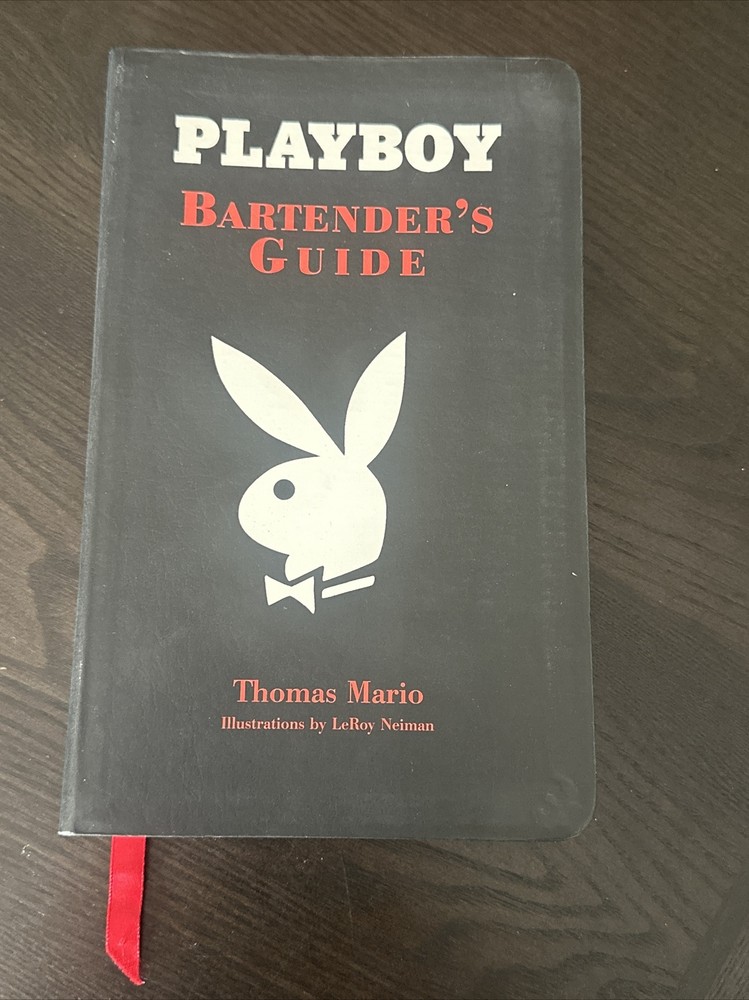 PLAYBOY
BARTENDER'S
GUIDE
Thomas Mario
Illustrations by LeRoy Neiman